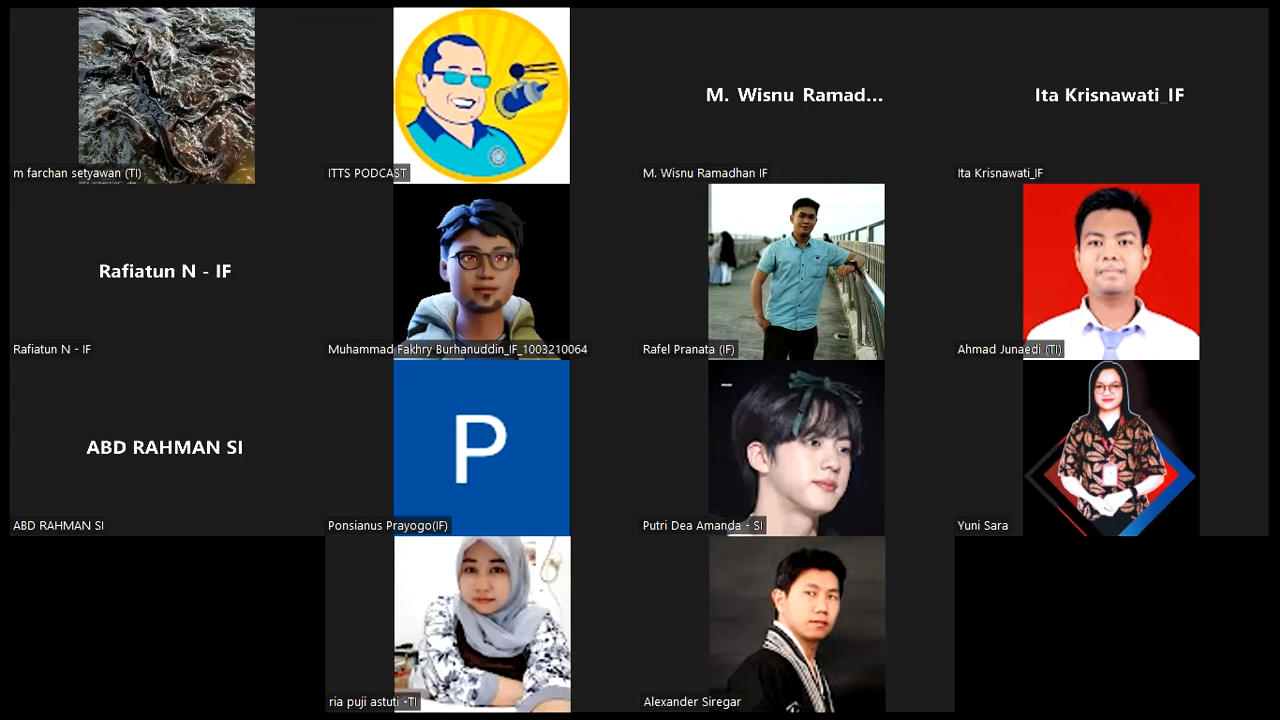 m farchan setyawan (TI)
ITTS PODCAST
M. Wisnu Ramad...
M. Wisnu Ramadhan IF
Ita Krisnawati_IF
Ita Krisnawati_IF
Rafiatun N - IF
Rafiatun N - IF
Muhammad Fakhry Burhanuddin_IF_1003210064
Rafel Pranata (IF)
Ahmad Junaedi (TI)
ABD RAHMAN SI
ABD RAHMAN SI
P
Ponsianus Prayogo(IF)
Putri Dea Amanda - SI
Yuni Sara
ria puji astuti -TI
Alexander Siregar